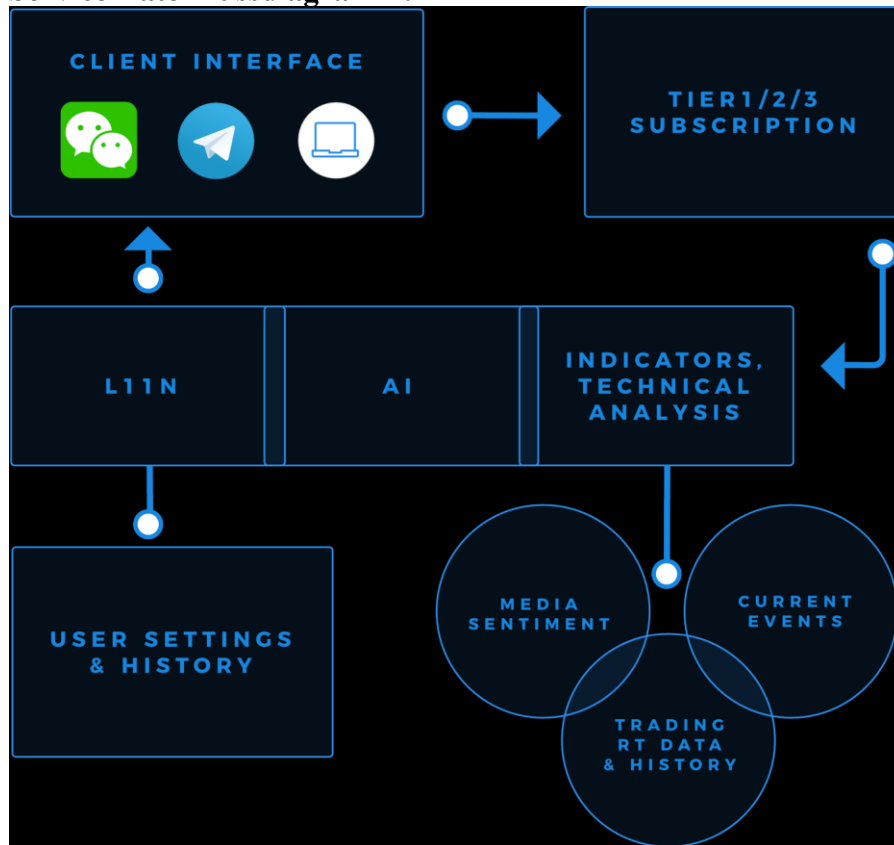 CLIENT INTERFACE
TIER1/2/3
SUBSCRIPTION
L11N
AI
INDICATORS,
TECHNICAL
ANALYSIS
USER SETTINGS
& HISTORY
MEDIA
SENTIMENT
CURRENT
EVENTS
TRADING
RT DATA
& HISTORY